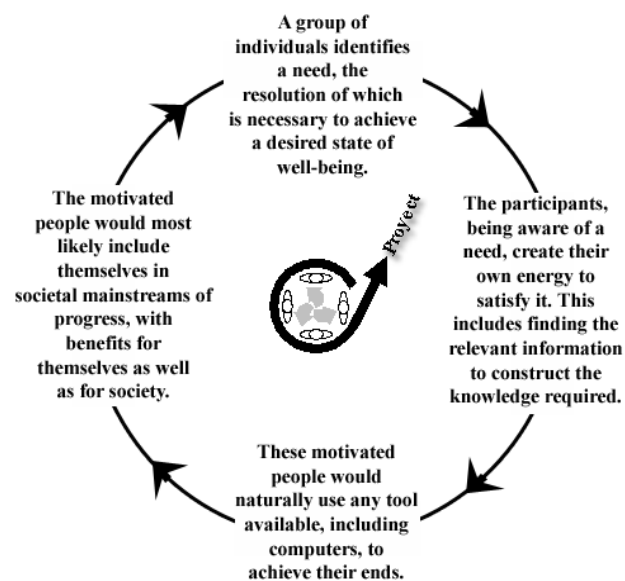 A group of
individuals identifies
a need, the
resolution of which
is necessary to achieve
a desired state of
well-being.
The participants,
being aware of a
need, create their
own energy to
satisfy it. This
includes finding the
relevant information
to construct the
knowledge required.
These motivated
people would
naturally use any tool
available, including
computers, to
achieve their ends.
The motivated
people would most
likely include
themselves in
societal mainstreams of
progress, with
benefits for
themselves as well
as for society.
Proyect